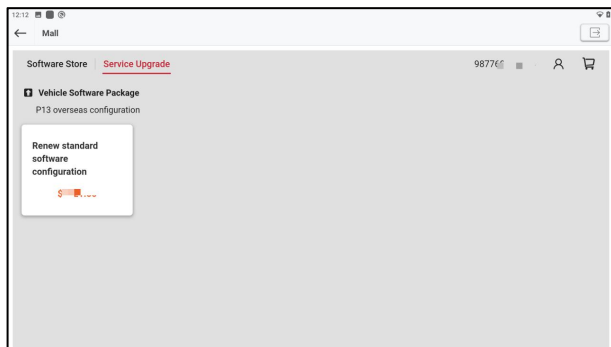 12:12
Mall
Software Store
Service Upgrade
Vehicle Software Package
P13 overseas configuration
Renew standard
software
configuration